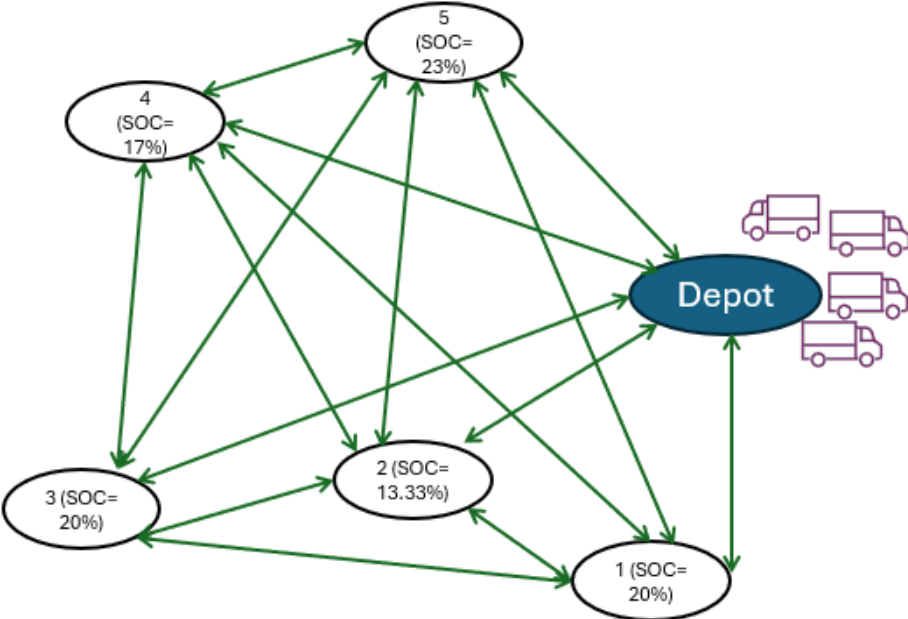 5
(SOC=
23%)
4
(SOC=
17%)
Depot
2 (SOC=
13.33%)
3 (SOC=
20%)
1 (SOC=
20%)